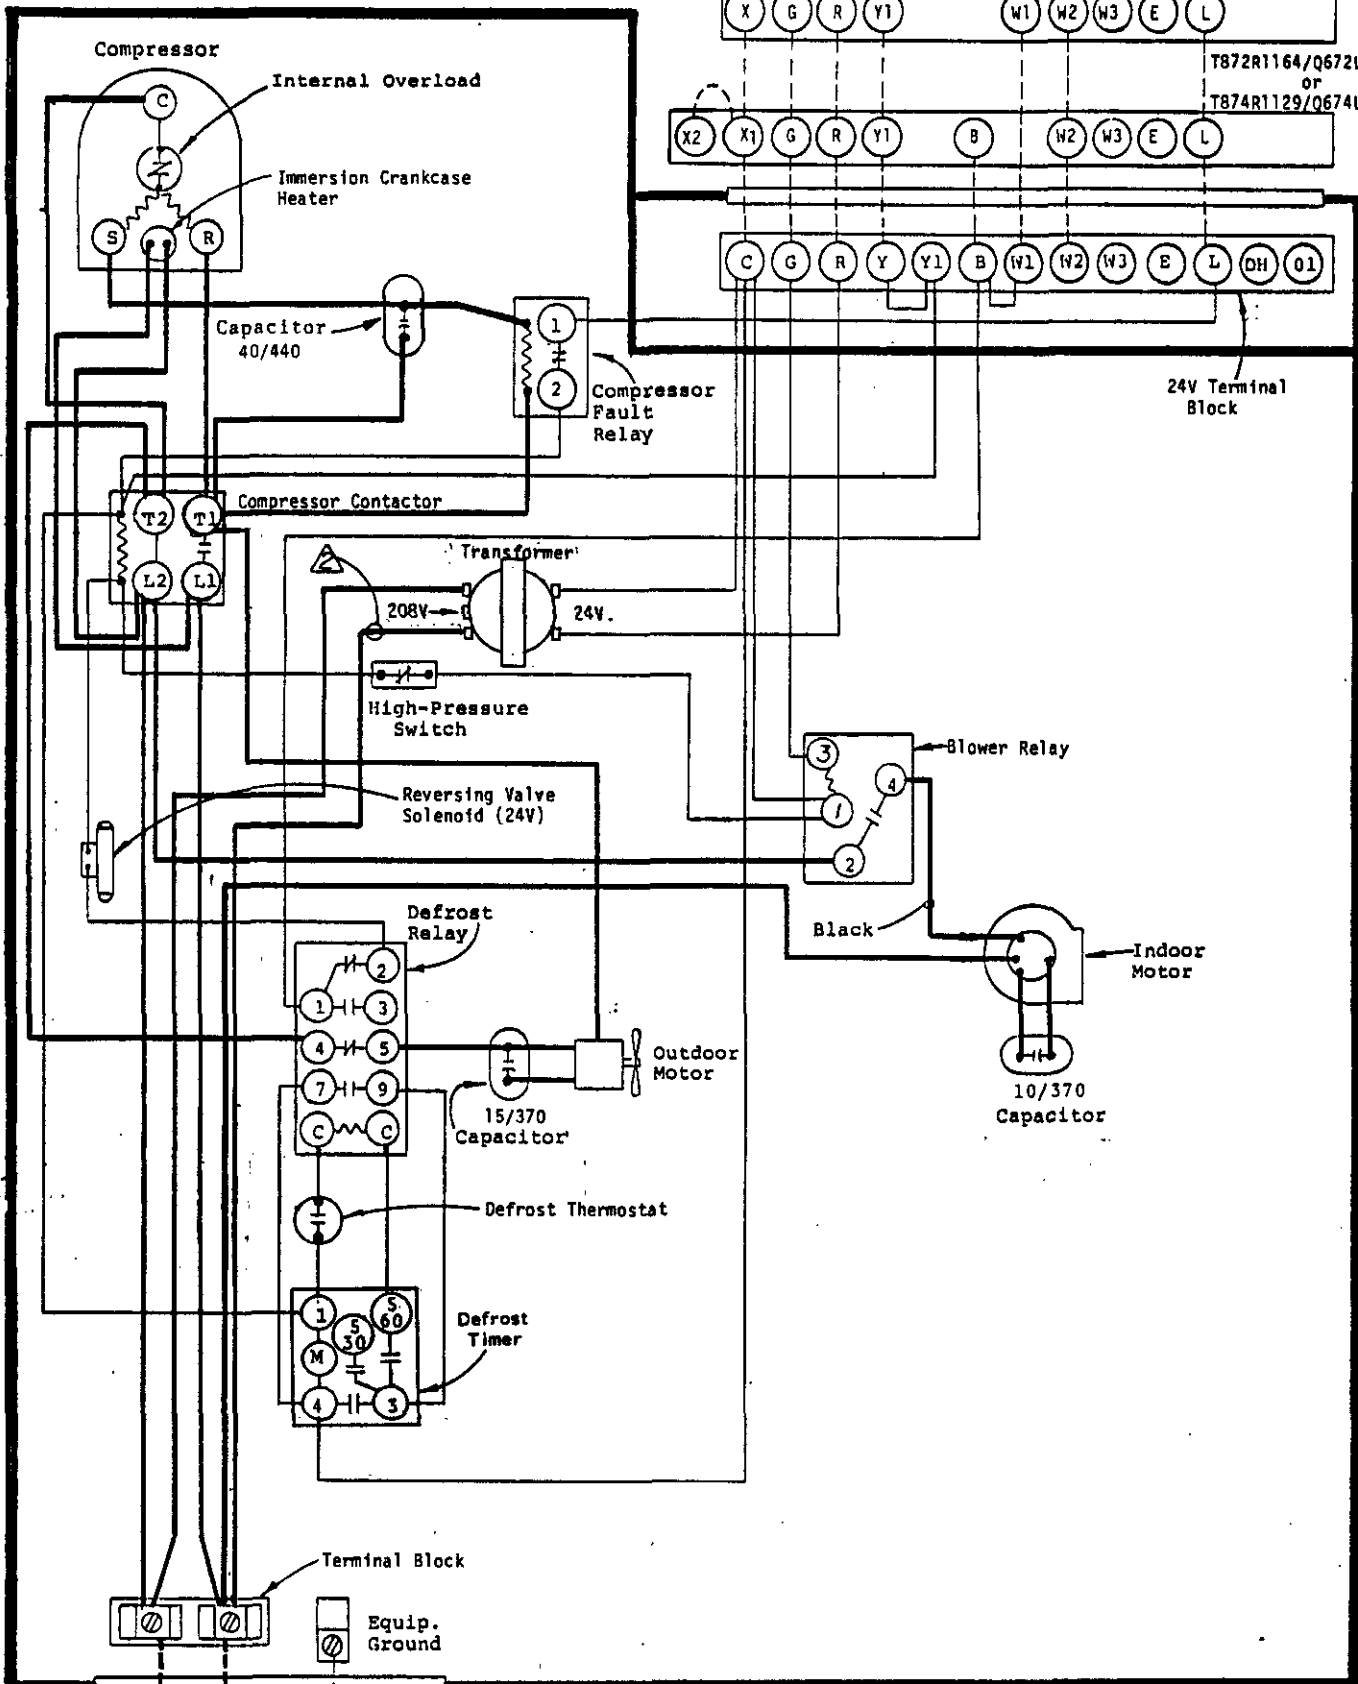 X G R Y1 W1 W2 W3 E L
T872R1164/Q672
or
T874R1129/Q674
X2 X1 G R Y1 B W2 W3 E L
C G R Y Y1 B W1 W2 W3 E L DH O1
24V Terminal
Block
Compressor
Internal Overload
C
Immersion Crankcase
Heater
S R
Capacitor
40/440
1
2
Compressor
Fault
Relay
Compressor Contactor
T2 T1
L2 L1
2
Transformer
208V
24V.
High-Pressure
Switch
Blower Relay
3
4
1
2
Reversing Valve
Solenoid (24V)
Defrost
Relay
2
1 3
4 5
7 9
C C
Black
Indoor
Motor
10/370
Capacitor
Outdoor
Motor
15/370
Capacitor
Defrost Thermostat
1
S
30
S
60
M
4 3
Defrost
Timer
Terminal Block
Equip.
Ground